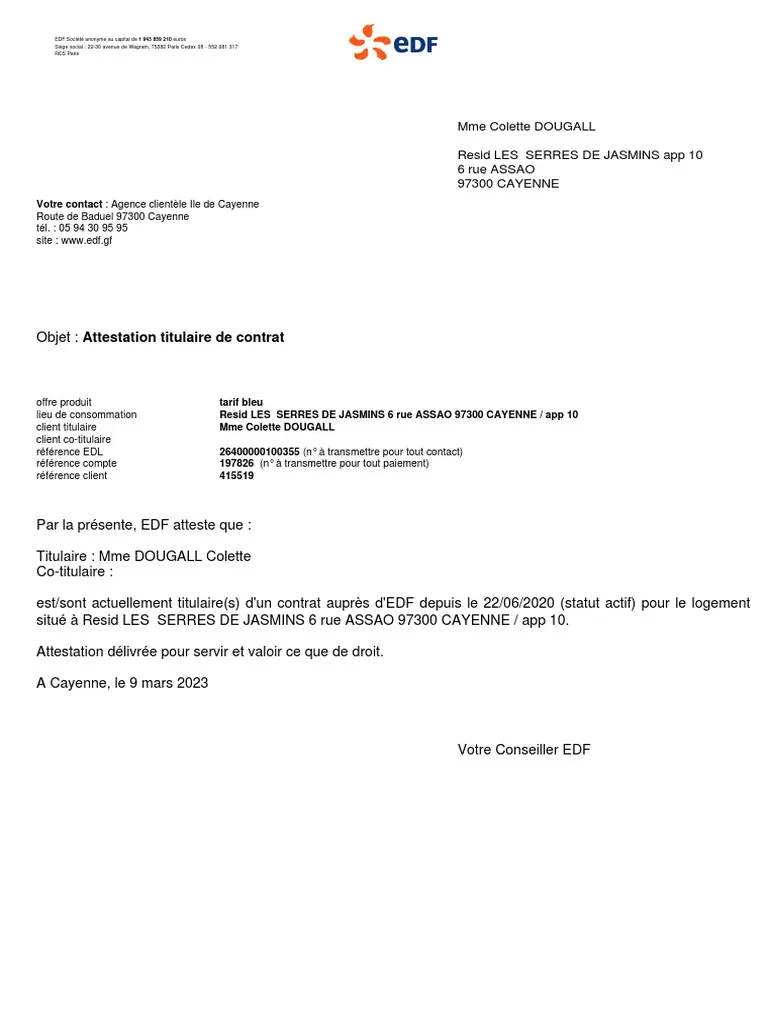 EDF Société anonyme au capital de 1 943 859 210 euros
Siège social : 22-30 avenue de Wagram, 75382 Paris Cedex 08 - 552 081 317
RCS Paris
eDF
Mme Colette DOUGALL
Resid LES  SERRES DE JASMINS app 10
6 rue ASSAO
97300 CAYENNE
Votre contact : Agence clientèle Ile de Cayenne
Route de Baduel 97300 Cayenne
tél. : 05 94 30 95 95
site : www.edf.gf
Objet : Attestation titulaire de contrat
offre produit tarif bleu
lieu de consommation Resid LES  SERRES DE JASMINS 6 rue ASSAO 97300 CAYENNE / app 10
client titulaire Mme Colette DOUGALL
client co-titulaire
référence EDL 26400000100355 (n° à transmettre pour tout contact)
référence compte 197826  (n° à transmettre pour tout paiement)
référence client 415519
Par la présente, EDF atteste que :
Titulaire : Mme DOUGALL Colette
Co-titulaire :
est/sont actuellement titulaire(s) d'un contrat auprès d'EDF depuis le 22/06/2020 (statut actif) pour le logement
situé à Resid LES  SERRES DE JASMINS 6 rue ASSAO 97300 CAYENNE / app 10.
Attestation délivrée pour servir et valoir ce que de droit.
A Cayenne, le 9 mars 2023
Votre Conseiller EDF